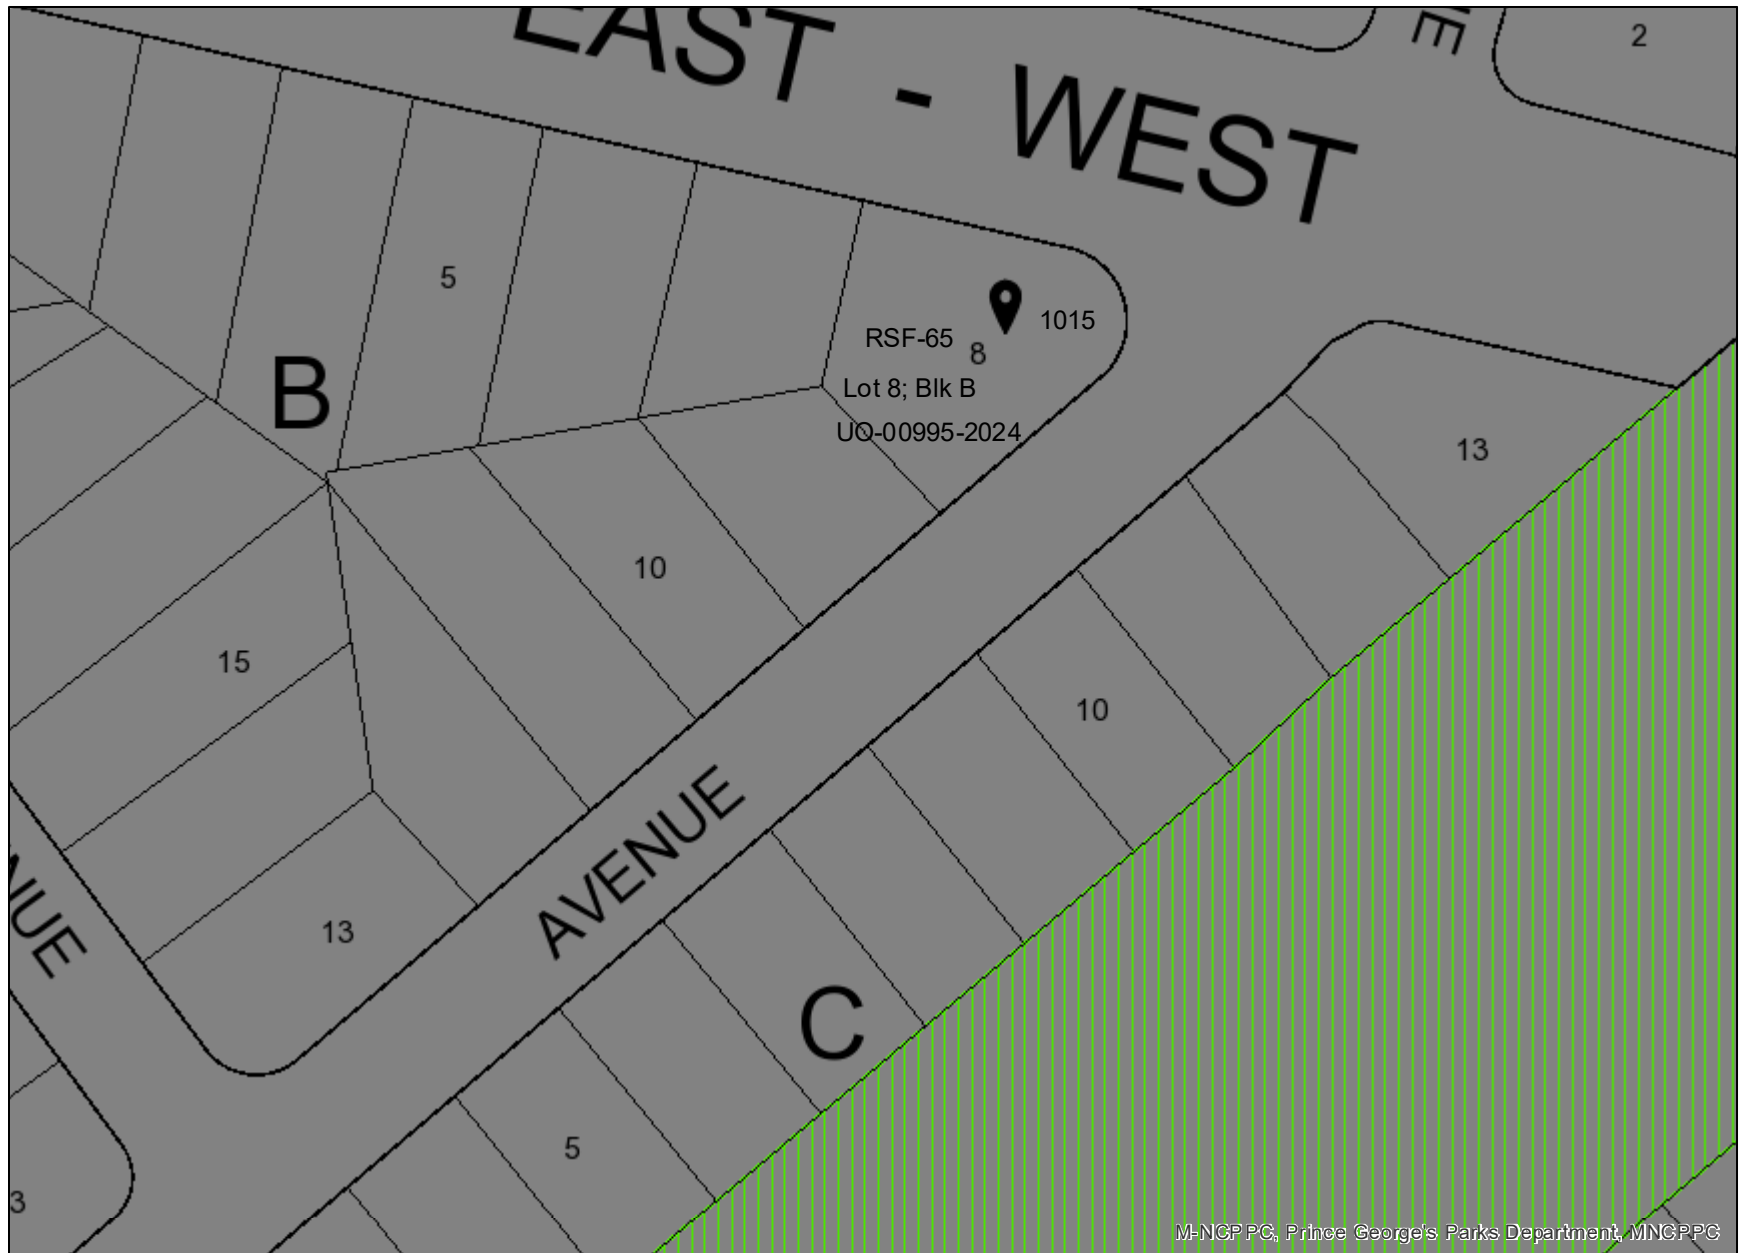 EAST - WEST
2
5
1015
RSF-65
8
B
Lot 8; Blk B
UO-00995-2024
13
10
15
10
AVENUE
13
C
5
3
M-NCPPC, Prince George's Parks Department, MNCPPC